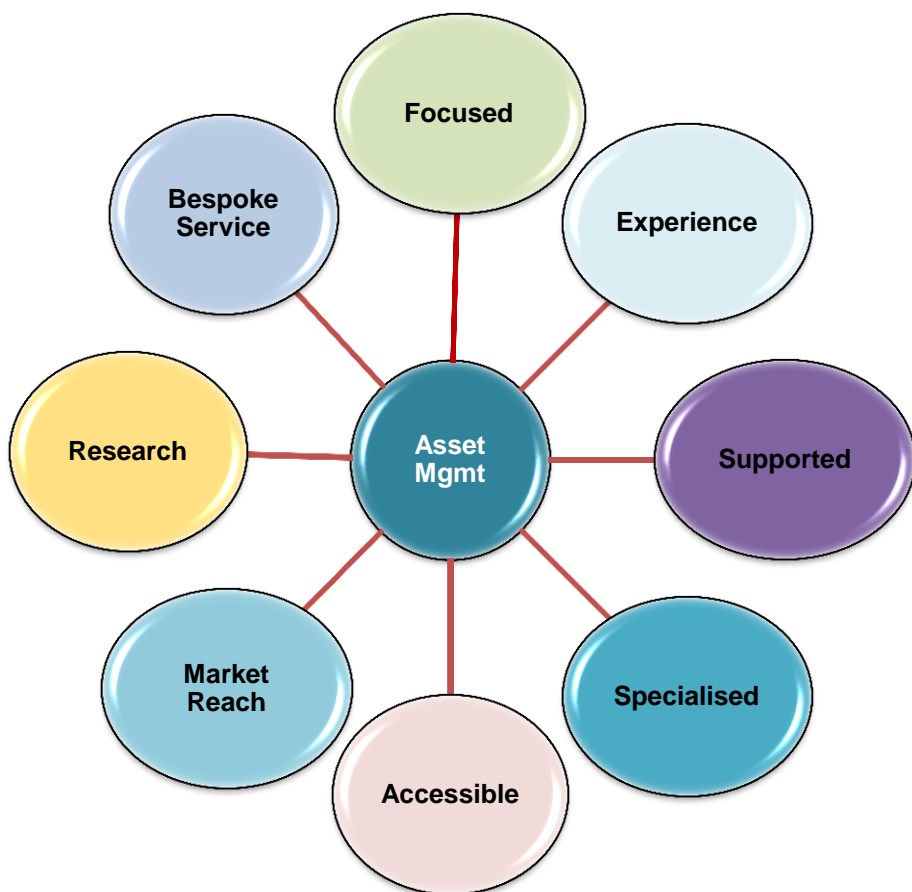 Focused
Bespoke
Service
Experience
Research
Asset
Mgmt
Supported
Market
Reach
Specialised
Accessible